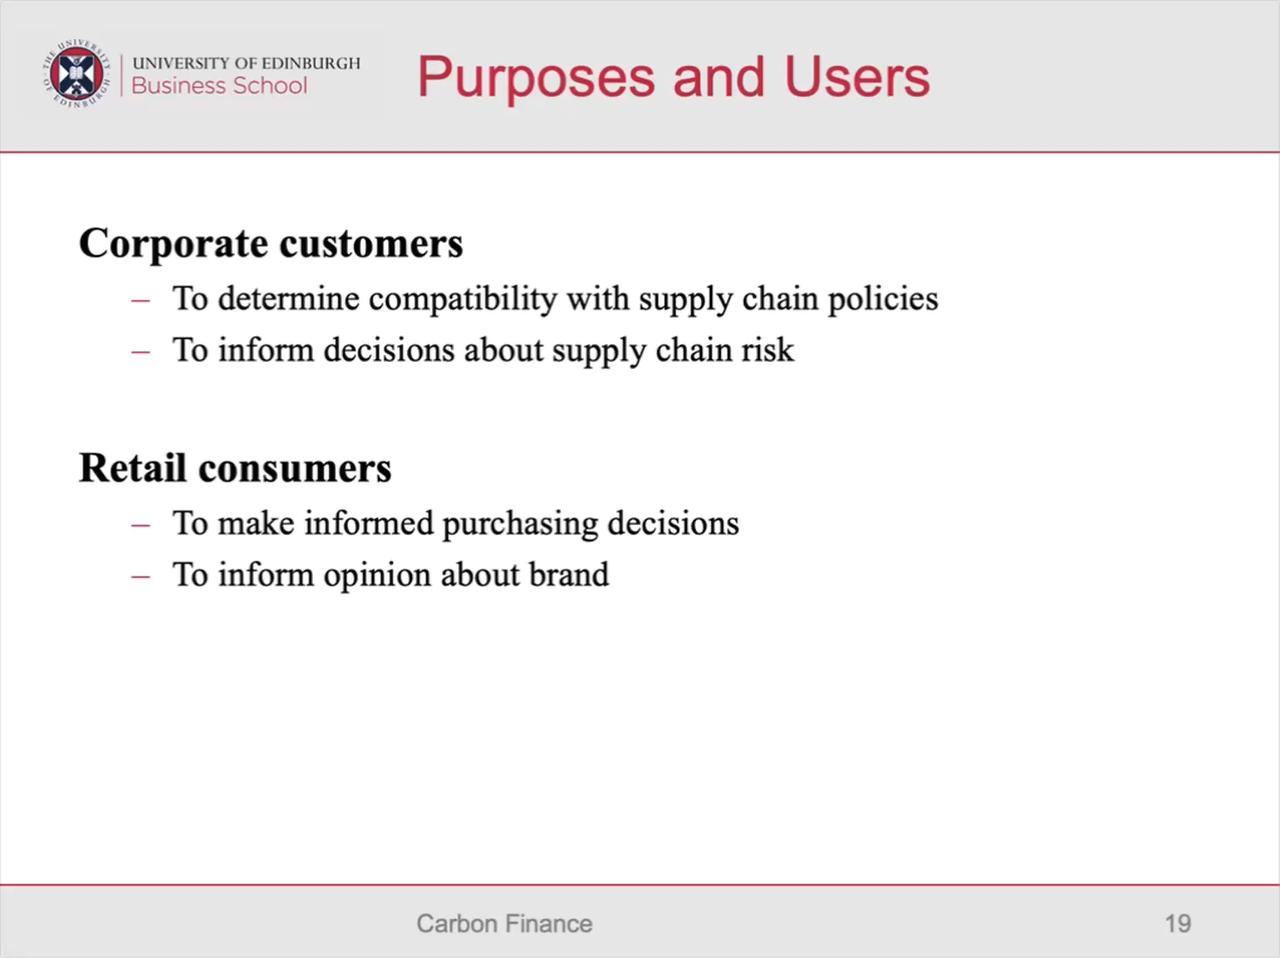 THE UNIVERSITY OF EDINBURGH
UNIVERSITY OF EDINBURGH
Business School
Purposes and Users
Corporate customers
– To determine compatibility with supply chain policies
– To inform decisions about supply chain risk
Retail consumers
– To make informed purchasing decisions
– To inform opinion about brand
Carbon Finance
19